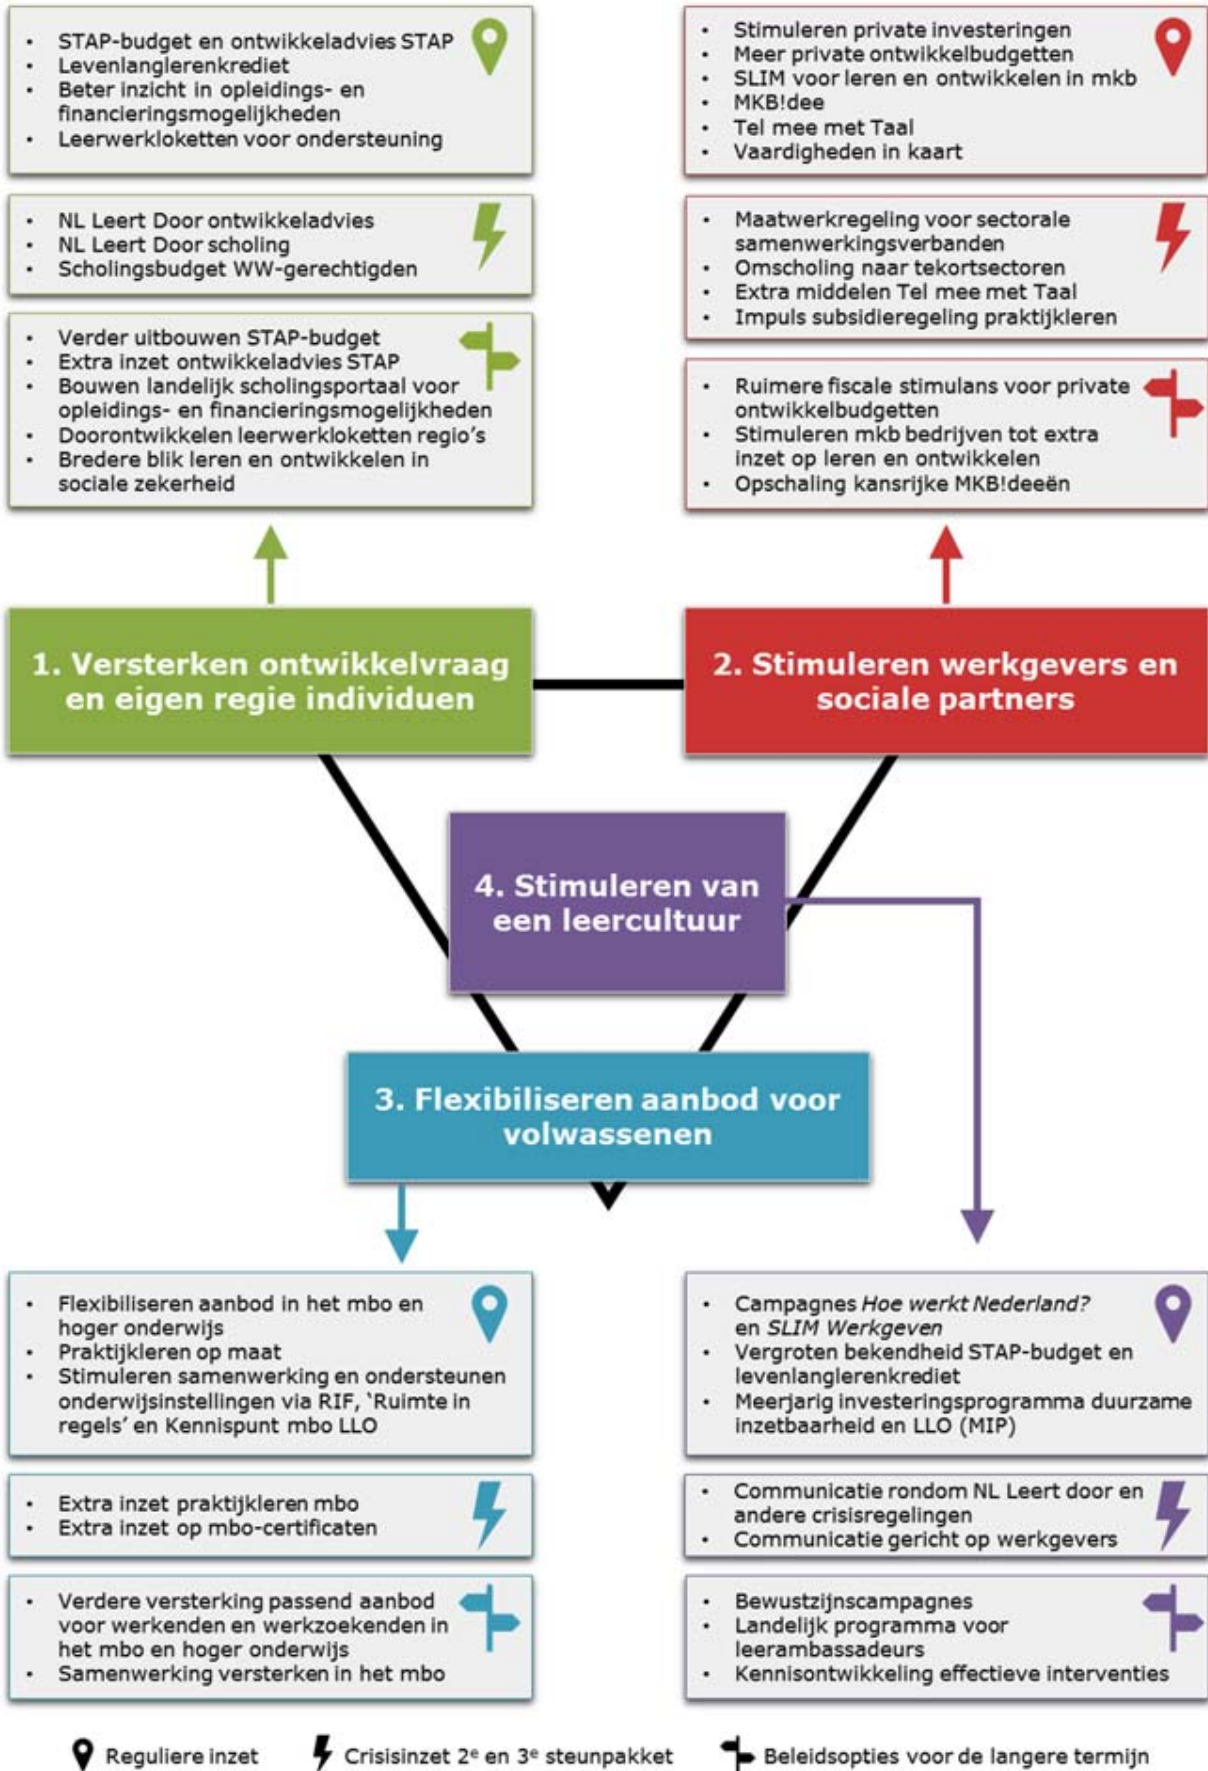 • STAP-budget en ontwikkeladvies STAP
• Levenlanglerenkrediet
• Beter inzicht in opleidings- en
financieringsmogelijkheden
• Leerwerkloketten voor ondersteuning
• NL Leert Door ontwikkeladvies
• NL Leert Door scholing
• Scholingsbudget WW-gerechtigden
• Verder uitbouwen STAP-budget
• Extra inzet ontwikkeladvies STAP
• Bouwen landelijk scholingsportaal voor
opleidings- en financieringsmogelijkheden
• Doorontwikkelen leerwerkloketten regio's
• Bredere blik leren en ontwikkelen in
sociale zekerheid
• Stimuleren private investeringen
• Meer private ontwikkelbudgetten
• SLIM voor leren en ontwikkelen in mkb
• MKB!dee
• Tel mee met Taal
• Vaardigheden in kaart
• Maatwerkregeling voor sectorale
samenwerkingsverbanden
• Omscholing naar tekortsectoren
• Extra middelen Tel mee met Taal
• Impuls subsidieregeling praktijkleren
• Ruimere fiscale stimulans voor private
ontwikkelbudgetten
• Stimuleren mkb bedrijven tot extra
inzet op leren en ontwikkelen
• Opschaling kansrijke MKB!deeën
1. Versterken ontwikkelvraag
en eigen regie individuen
2. Stimuleren werkgevers en
sociale partners
4. Stimuleren van
een leercultuur
3. Flexibiliseren aanbod voor
volwassenen
• Flexibiliseren aanbod in het mbo en
hoger onderwijs
• Praktijkleren op maat
• Stimuleren samenwerking en ondersteunen
onderwijsinstellingen via RIF, 'Ruimte in
regels' en Kennispunt mbo LLO
• Extra inzet praktijkleren mbo
• Extra inzet op mbo-certificaten
• Verdere versterking passend aanbod
voor werkenden en werkzoekenden in
het mbo en hoger onderwijs
• Samenwerking versterken in het mbo
• Campagnes Hoe werkt Nederland?
en SLIM Werkgeven
• Vergroten bekendheid STAP-budget en
levenlanglerenkrediet
• Meerjarig investeringsprogramma duurzame
inzetbaarheid en LLO (MIP)
• Communicatie rondom NL Leert door en
andere crisisregelingen
• Communicatie gericht op werkgevers
• Bewustzijnscampagnes
• Landelijk programma voor
leerambassadeurs
• Kennisontwikkeling effectieve interventies
Reguliere inzet
Crisisinzet 2e en 3e steunpakket
Beleidsopties voor de langere termijn